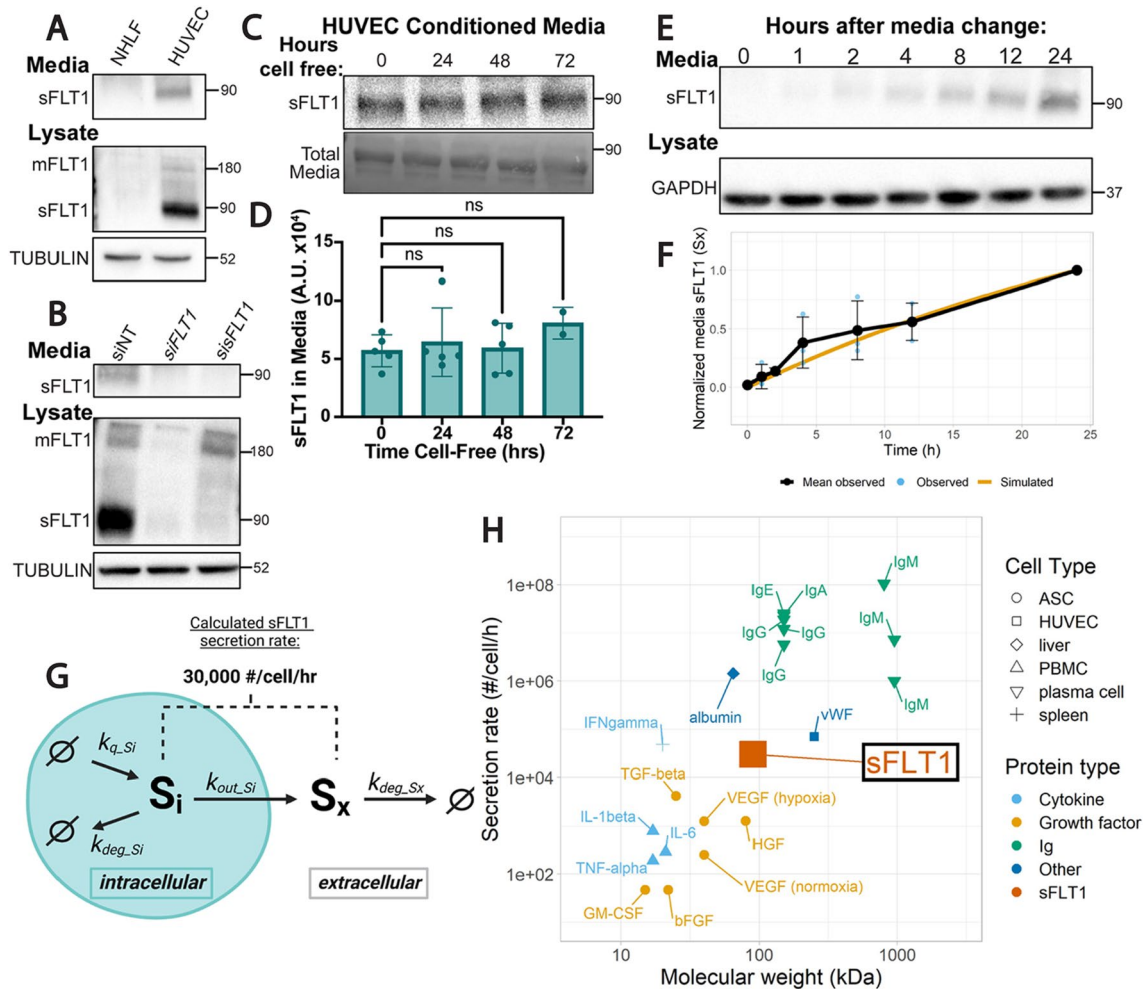 A
NHLF
HUVEC
Media
sFLT1
90
Lysate
mFLT1
180
sFLT1
90
TUBULIN
52
B
siNT
siFLT1
sisFLT1
Media
sFLT1
90
Lysate
mFLT1
180
sFLT1
90
TUBULIN
52
C
HUVEC Conditioned Media
Hours
cell free:
0 24 48 72
sFLT1
90
Total
Media
90
D
sFLT1 in Media (A.U. x10⁴)
15
10
5
0
ns
ns
ns
0 24 48 72
Time Cell-Free (hrs)
E
Hours after media change:
Media 0 1 2 4 8 12 24
sFLT1
90
Lysate
GAPDH
37
F
Normalized media sFLT1 (Sx)
1.0
0.5
0.0
0 5 10 15 20 25
Time (h)
Mean observed Observed Simulated
G
Calculated sFLT1
secretion rate:
30,000 #/cell/hr
∅
k_q_Si
S_i
k_out_Si
S_x
k_deg_Sx
∅
∅
k_deg_Si
intracellular
extracellular
H
Secretion rate (#/cell/h)
1e+08
1e+06
1e+04
1e+02
IgM
IgE
IgA
IgG
IgG
IgM
IgG
IgM
albumin
vWF
IFNgamma
sFLT1
TGF-beta
VEGF (hypoxia)
IL-1beta
IL-6
HGF
TNF-alpha
VEGF (normoxia)
GM-CSF
bFGF
10 100 1000
Molecular weight (kDa)
Cell Type
ASC
HUVEC
liver
PBMC
plasma cell
spleen
Protein type
Cytokine
Growth factor
Ig
Other
sFLT1